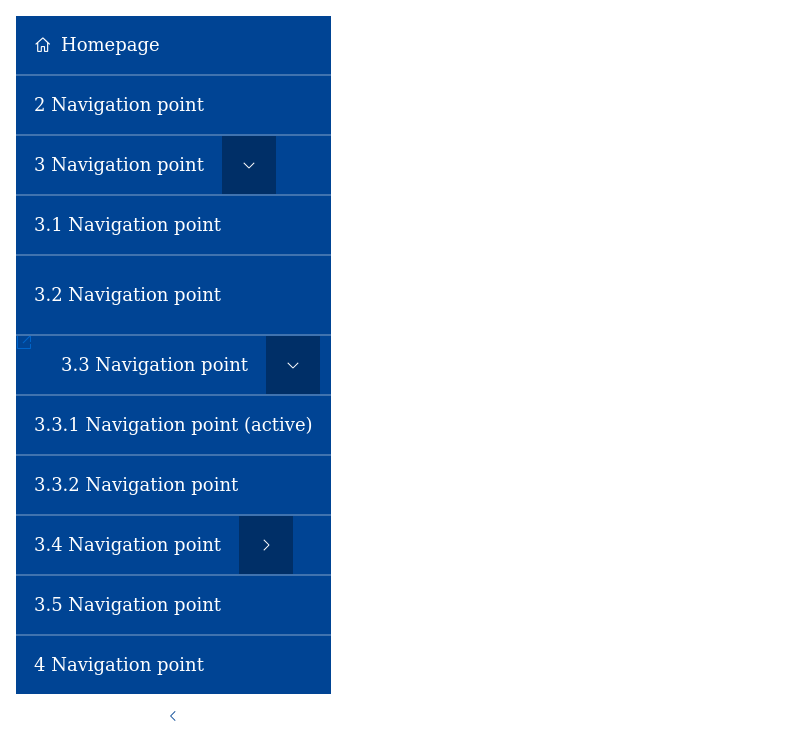 Homepage
2 Navigation point
3 Navigation point
3.1 Navigation point
3.2 Navigation point
3.3 Navigation point
3.3.1 Navigation point (active)
3.3.2 Navigation point
3.4 Navigation point
3.5 Navigation point
4 Navigation point